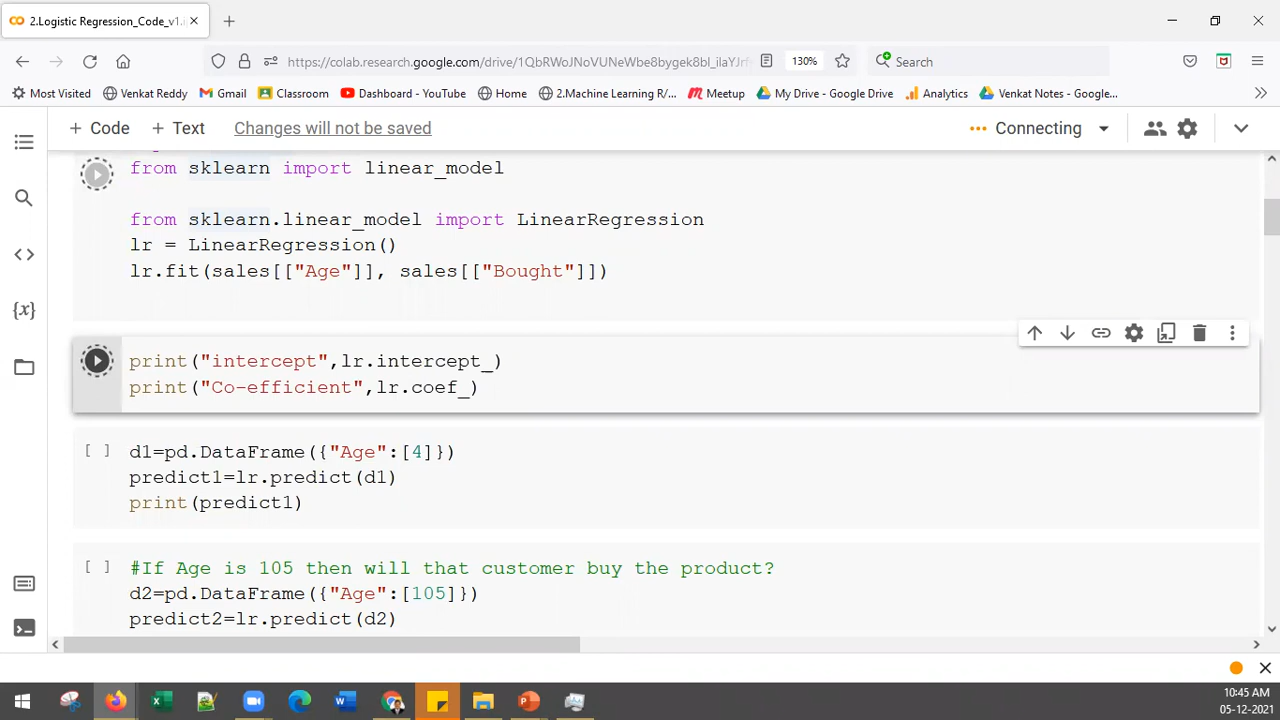 2.Logistic Regression_Code_v1.i
https://colab.research.google.com/drive/1QbRWoJNoVUNeWbe8bygek8bl_ilaYJr
130%
Search
Most Visited
Venkat Reddy
Gmail
Classroom
Dashboard - YouTube
Home
2.Machine Learning R/...
Meetup
My Drive - Google Drive
Analytics
Venkat Notes - Google...
+ Code + Text Changes will not be saved
Connecting
from sklearn import linear_model
from sklearn.linear_model import LinearRegression
lr = LinearRegression()
lr.fit(sales[["Age"]], sales[["Bought"]])
print("intercept",lr.intercept_)
print("Co-efficient",lr.coef_)
[ ] d1=pd.DataFrame({"Age":[4]})
predict1=lr.predict(d1)
print(predict1)
[ ] #If Age is 105 then will that customer buy the product?
d2=pd.DataFrame({"Age":[105]})
predict2=lr.predict(d2)
10:45 AM
05-12-2021